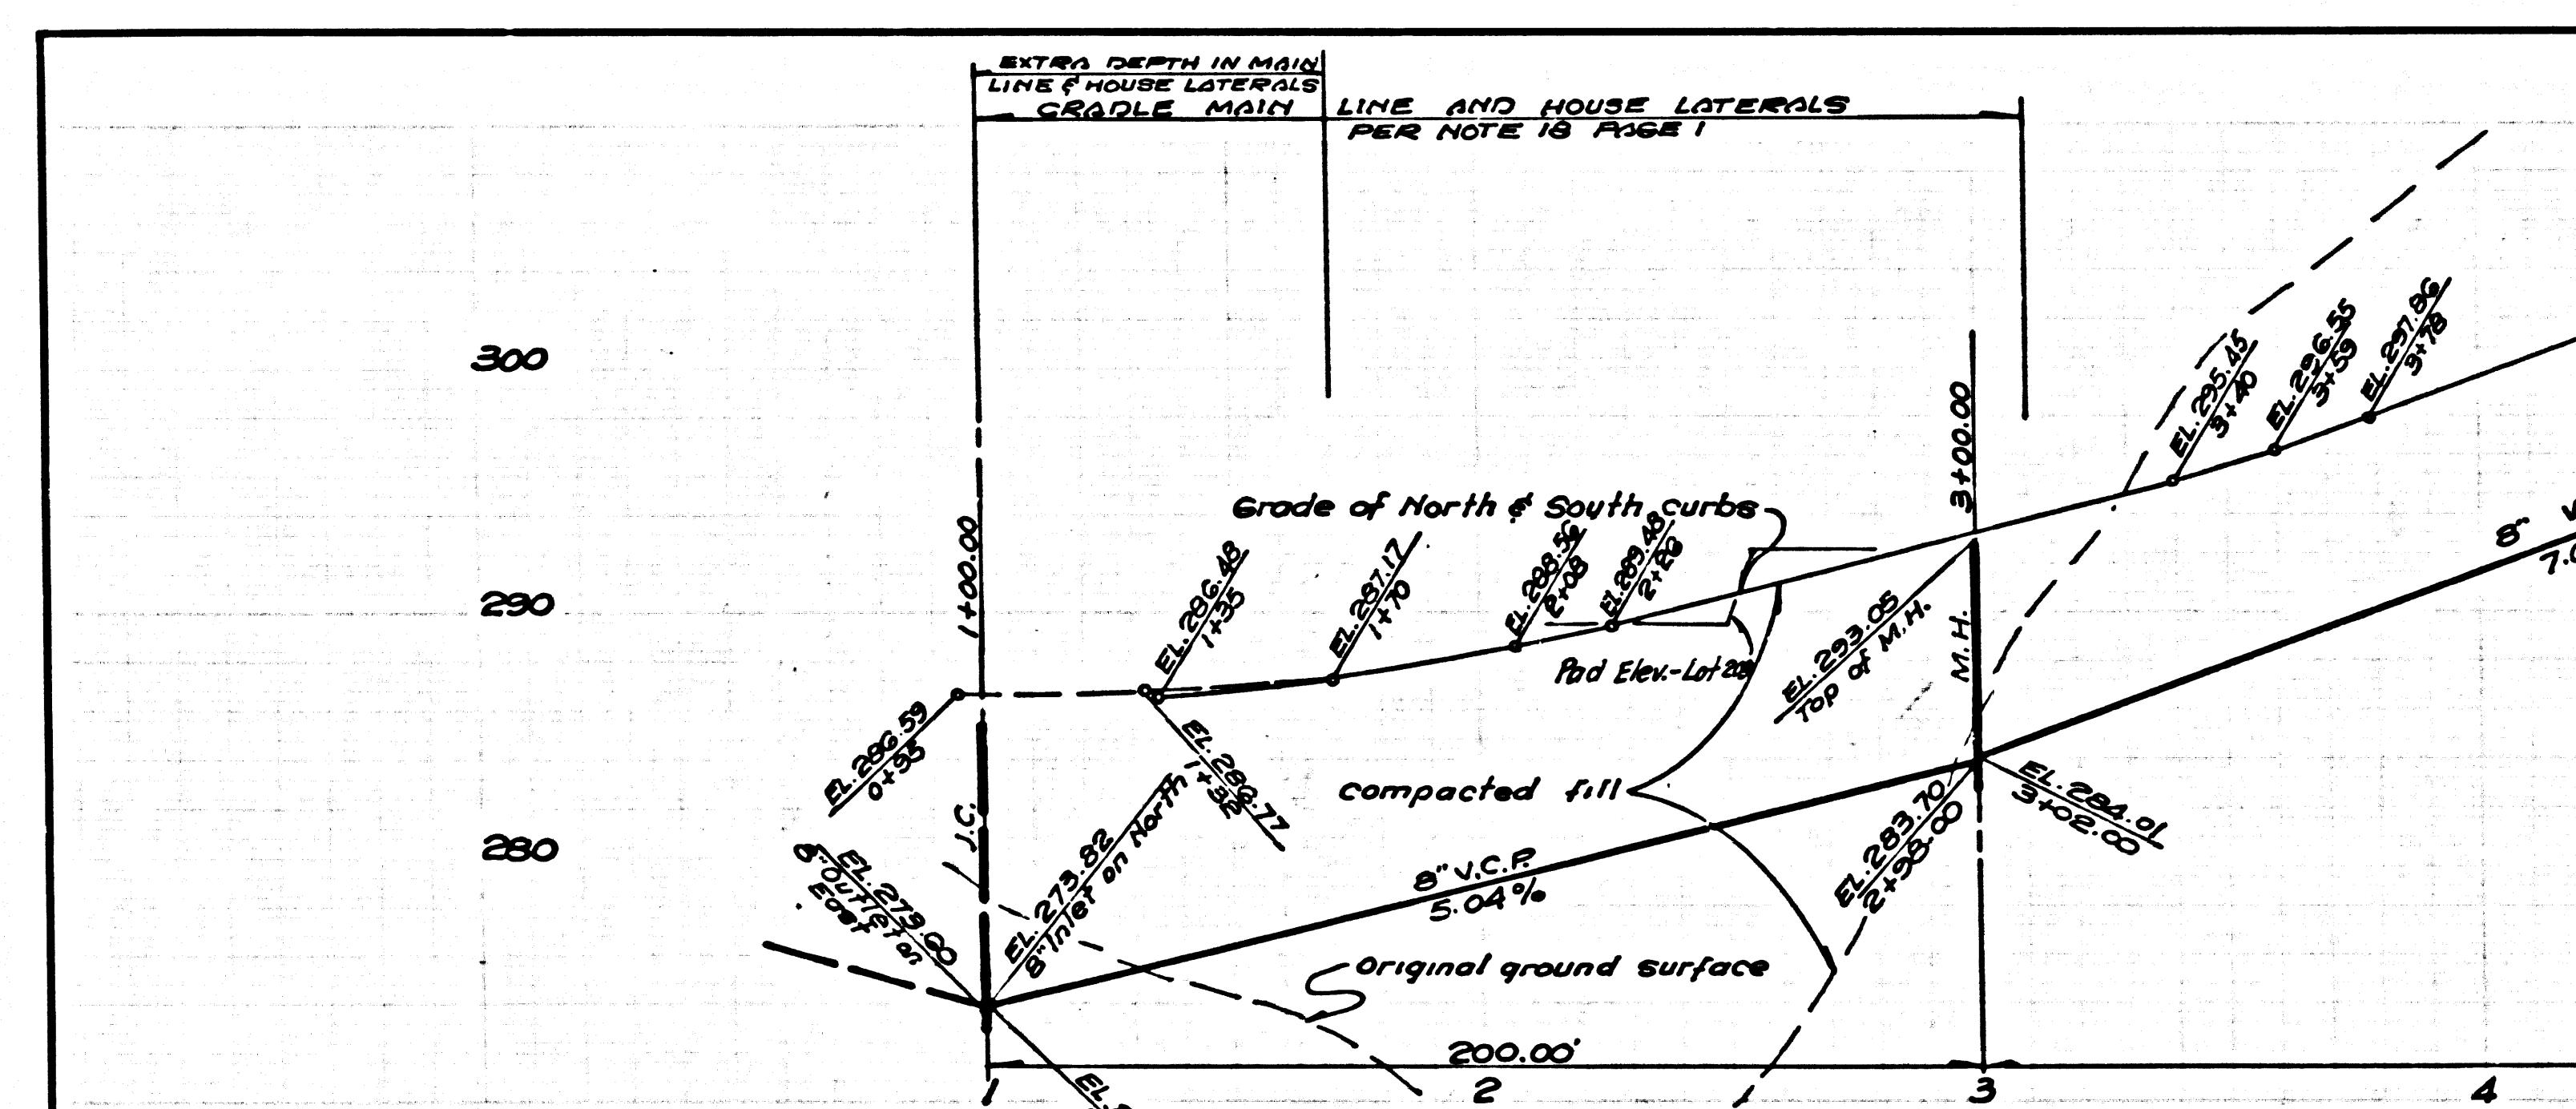 EXTRA DEPTH IN MAIN
LINE & HOUSE LATERALS
CRADLE MAIN LINE AND HOUSE LATERALS
PER NOTE 18 PAGE 1
300
290
280
1+00.00
3+00.00
EL. 295.45
3+40
EL. 296.55
3+59
EL. 297.86
3+78
Grade of North & South curbs
EL. 286.48
1+35
EL. 287.17
1+70
EL. 288.56
2+08
EL. 289.48
2+28
8" V
7.0
Pad Elev.-Lot
EL. 293.05
Top of M.H.
M.H.
EL. 286.59
0+95
EL. 286.77
1+32
J.C.
compacted fill
EL. 273.82
8" Inlet on North
EL. 273.60
8" Outlet on
East
8" V.C.P.
5.04%
EL. 283.70
2+98.00
EL. 284.01
3+02.00
Original ground surface
200.00'
1
2
3
4
EL.